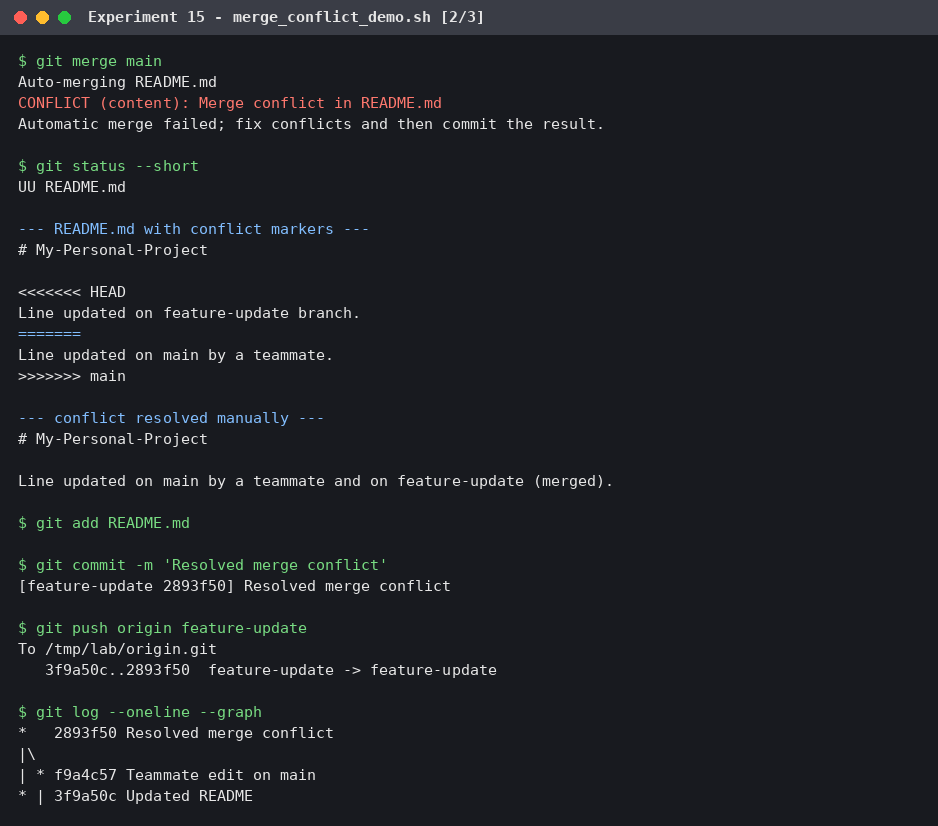 Experiment 15 - merge_conflict_demo.sh [2/3]
$ git merge main
Auto-merging README.md
CONFLICT (content): Merge conflict in README.md
Automatic merge failed; fix conflicts and then commit the result.
$ git status --short
UU README.md
--- README.md with conflict markers ---
# My-Personal-Project
<<<<<<< HEAD
Line updated on feature-update branch.
=======
Line updated on main by a teammate.
>>>>>>> main
--- conflict resolved manually ---
# My-Personal-Project
Line updated on main by a teammate and on feature-update (merged).
$ git add README.md
$ git commit -m 'Resolved merge conflict'
[feature-update 2893f50] Resolved merge conflict
$ git push origin feature-update
To /tmp/lab/origin.git
   3f9a50c..2893f50  feature-update -> feature-update
$ git log --oneline --graph
*   2893f50 Resolved merge conflict
|\
| * f9a4c57 Teammate edit on main
* | 3f9a50c Updated README